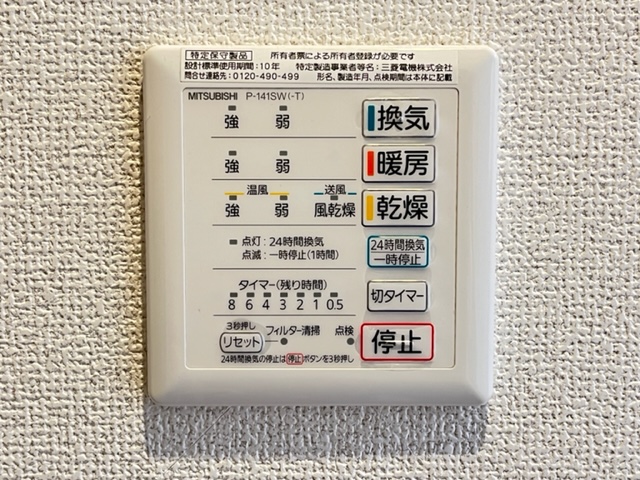 特定保守製品 所有者票による所有者登録が必要です
設計標準使用期間：10年 特定製造事業者等名：三菱電機株式会社
問合せ連絡先：0120-490-499 形名、製造年月、点検期間は本体に記載
MITSUBISHI P-141SW(-T)
強 弱 換気
強 弱 暖房
温風 送風
強 弱 風乾燥 乾燥
点灯：24時間換気
点滅：一時停止(1時間)
24時間換気
一時停止
タイマー(残り時間)
8 6 4 3 2 1 0.5
切タイマー
3秒押し
リセット フィルター清掃 点検
停止
24時間換気の停止は停止ボタンを3秒押し